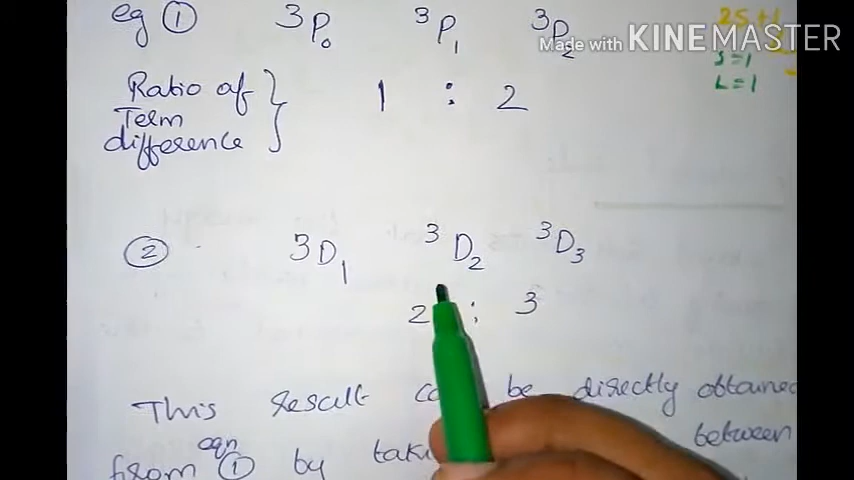 eg ① ³P₀ ³P₁ ³P₂
2S+1
Made with KINEMASTER
S=1
L=1
Ratio of
Term
difference } 1 : 2
② ³D₁ ³D₂ ³D₃
2 : 3
This result be directly obtained
from eqn ① by between